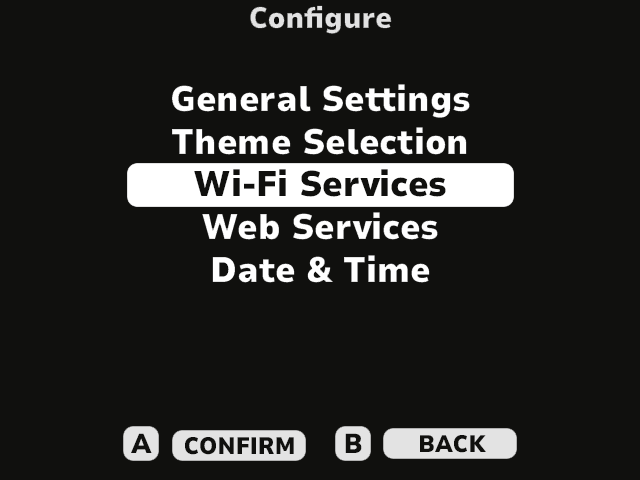 Configure
General Settings
Theme Selection
Wi-Fi Services
Web Services
Date & Time
A CONFIRM B BACK